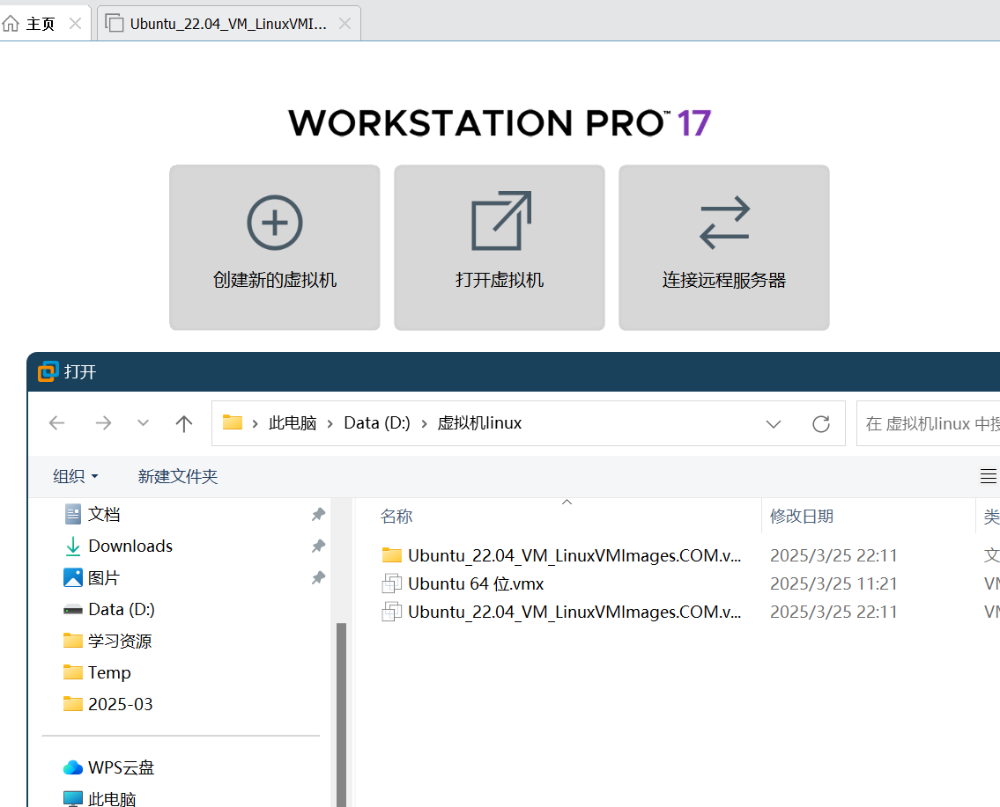 主页
Ubuntu_22.04_VM_LinuxVMI...
WORKSTATION PRO™ 17
创建新的虚拟机
打开虚拟机
连接远程服务器
打开
此电脑 › Data (D:) › 虚拟机linux
在 虚拟机linux 中搜
组织
新建文件夹
名称
修改日期
类
文档
Downloads
图片
Data (D:)
学习资源
Temp
2025-03
WPS云盘
此电脑
Ubuntu_22.04_VM_LinuxVMImages.COM.v... 2025/3/25 22:11 文
Ubuntu 64 位.vmx 2025/3/25 11:21 VM
Ubuntu_22.04_VM_LinuxVMImages.COM.v... 2025/3/25 22:11 VM